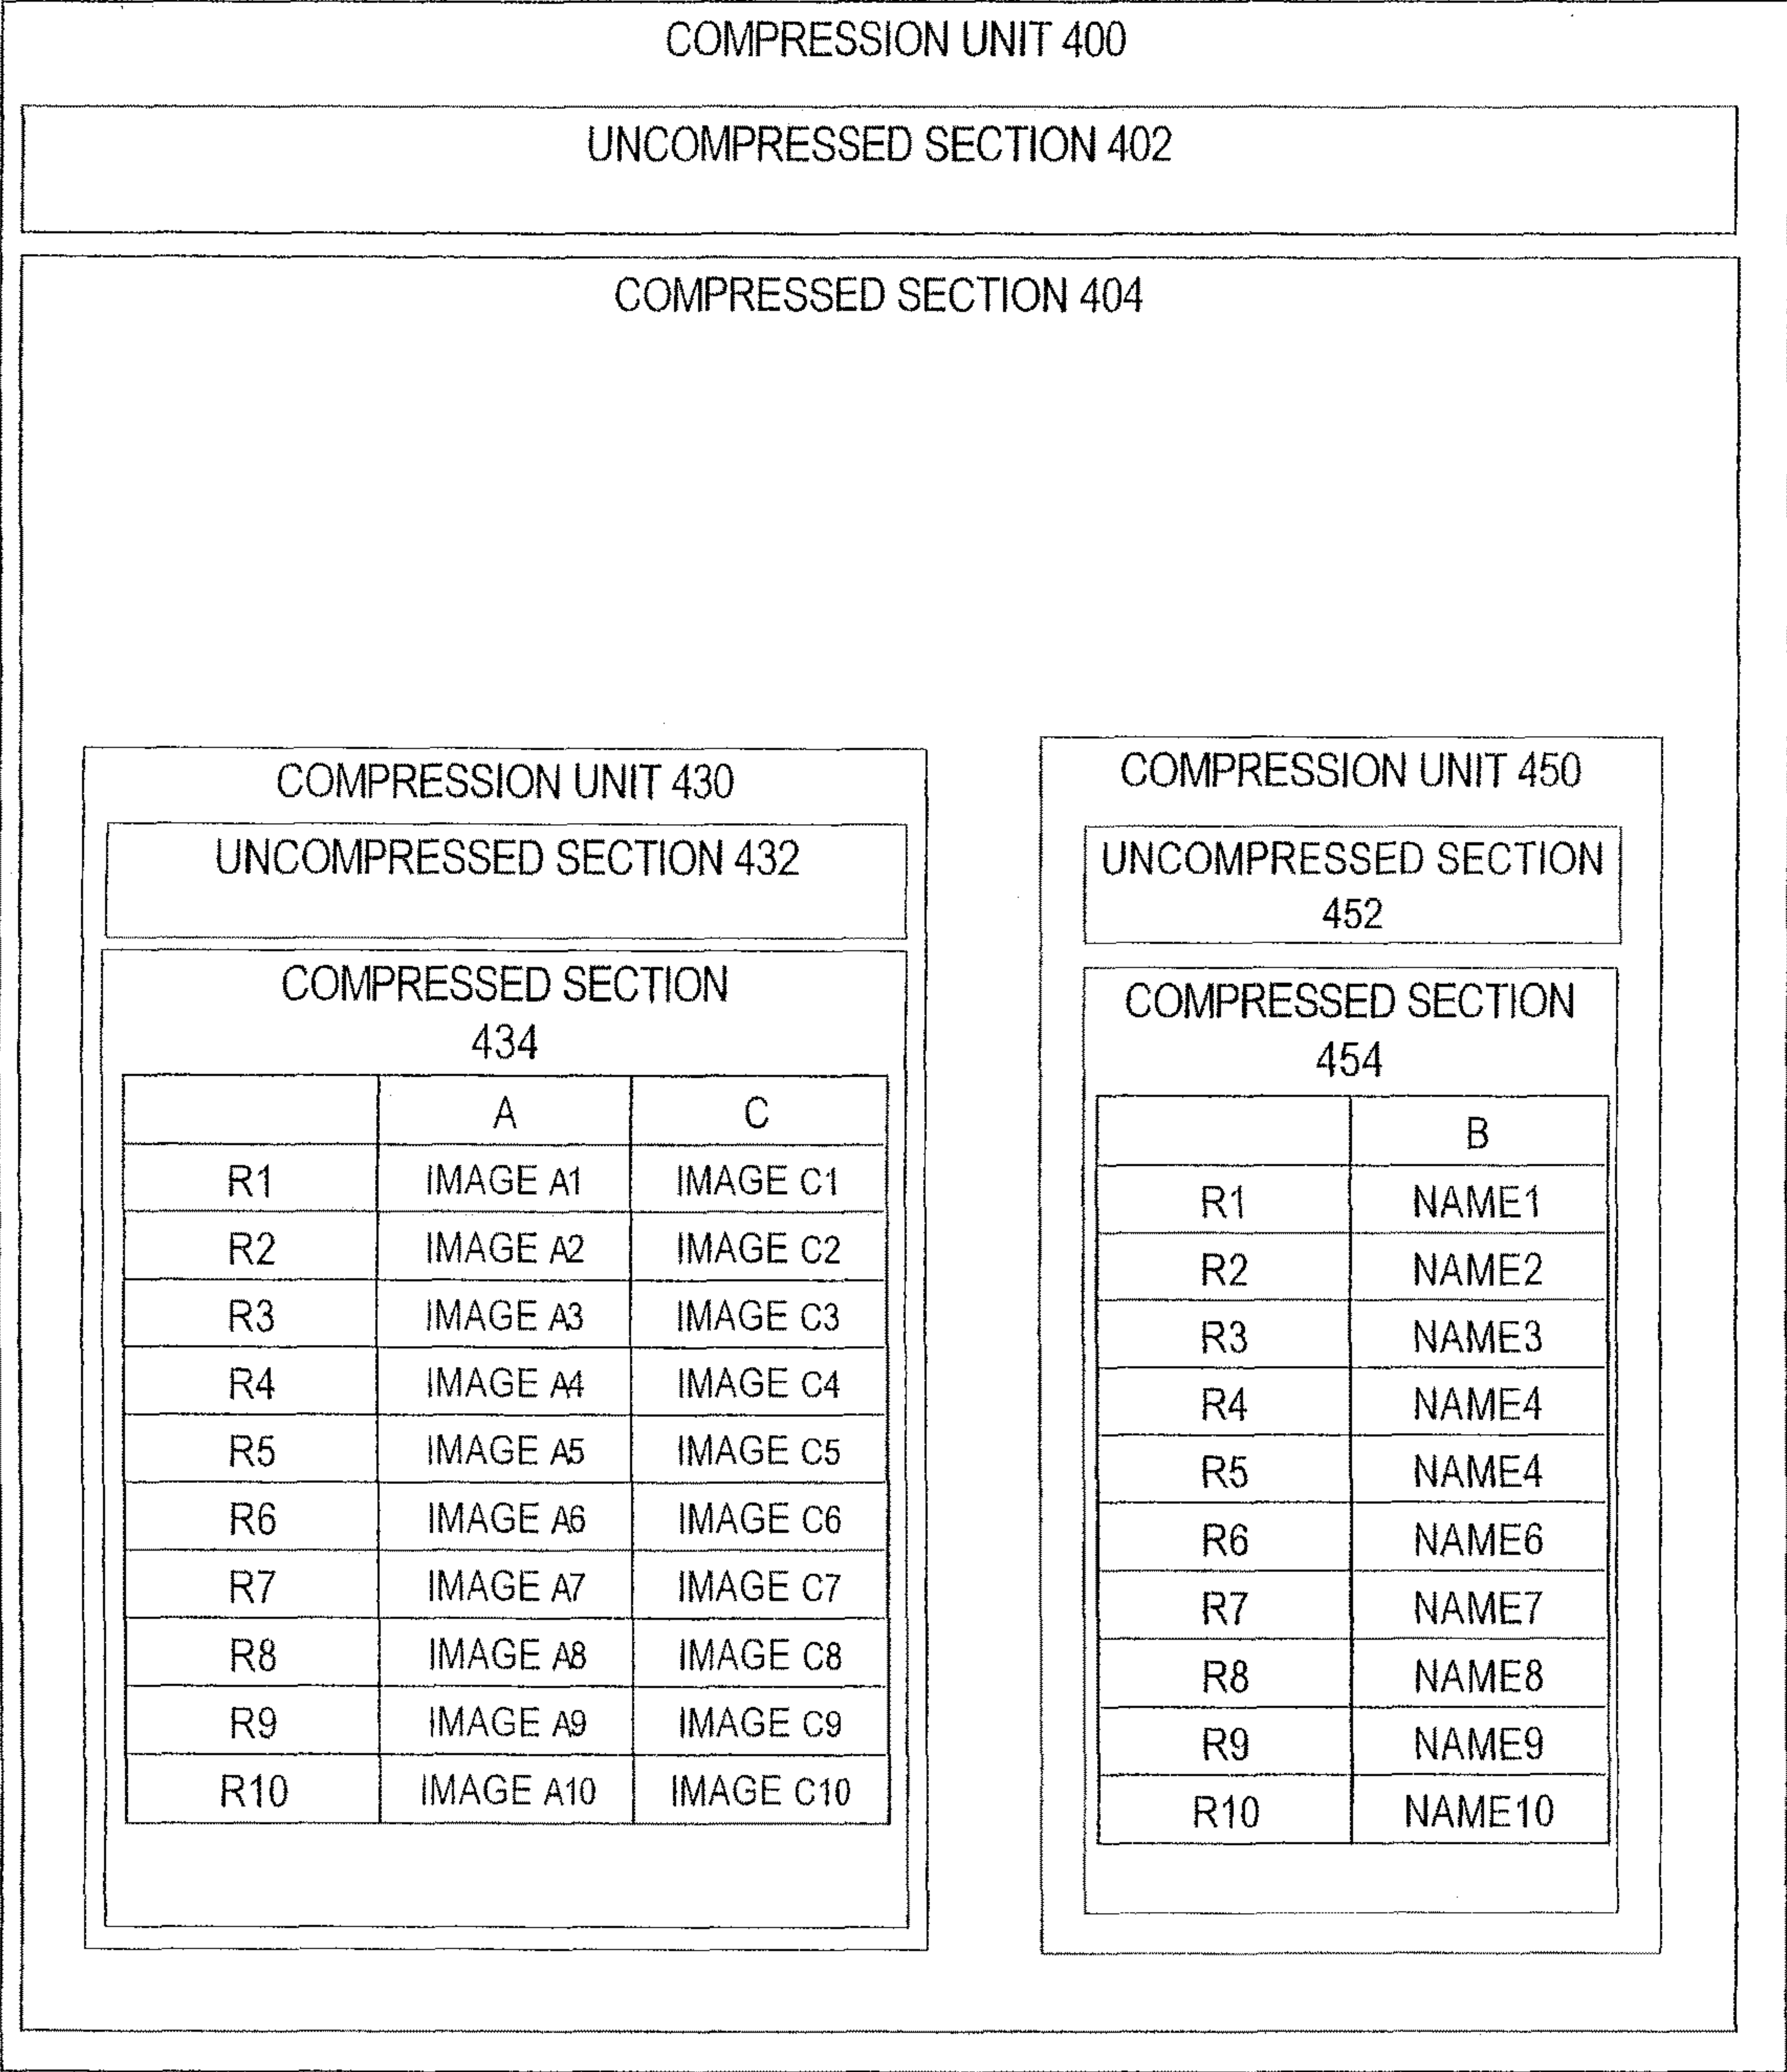 COMPRESSION UNIT 400
UNCOMPRESSED SECTION 402
COMPRESSED SECTION 404
COMPRESSION UNIT 430
UNCOMPRESSED SECTION 432
COMPRESSED SECTION
434
A C
R1 IMAGE A1 IMAGE C1
R2 IMAGE A2 IMAGE C2
R3 IMAGE A3 IMAGE C3
R4 IMAGE A4 IMAGE C4
R5 IMAGE A5 IMAGE C5
R6 IMAGE A6 IMAGE C6
R7 IMAGE A7 IMAGE C7
R8 IMAGE A8 IMAGE C8
R9 IMAGE A9 IMAGE C9
R10 IMAGE A10 IMAGE C10
COMPRESSION UNIT 450
UNCOMPRESSED SECTION
452
COMPRESSED SECTION
454
B
R1 NAME1
R2 NAME2
R3 NAME3
R4 NAME4
R5 NAME4
R6 NAME6
R7 NAME7
R8 NAME8
R9 NAME9
R10 NAME10